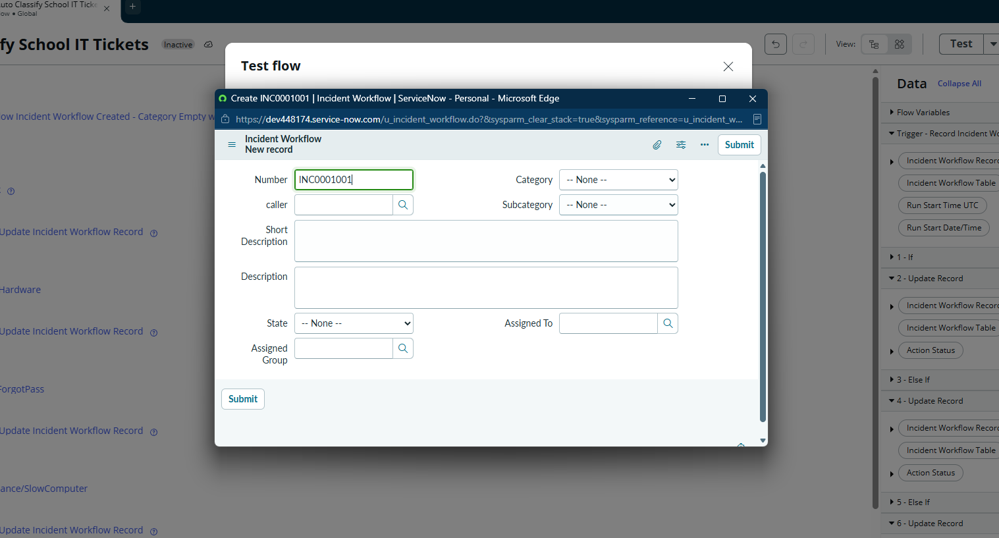 uto Classify School IT Ticke
ow • Global
fy School IT Tickets
Inactive
View:
Test
Test flow
Data
Collapse All
Create INC0001001 | Incident Workflow | ServiceNow - Personal - Microsoft Edge
https://dev448174.service-now.com/u_incident_workflow.do?&sysparm_clear_stack=true&sysparm_reference=u_incident_w...
Incident Workflow
New record
Submit
Number
INC0001001
Category
-- None --
caller
Subcategory
-- None --
Short
Description
Description
State
-- None --
Assigned To
Assigned
Group
Submit
ow Incident Workflow Created - Category Empty w
Update Incident Workflow Record
Hardware
Update Incident Workflow Record
ForgotPass
Update Incident Workflow Record
ance/SlowComputer
Update Incident Workflow Record
Flow Variables
Trigger - Record Incident Wo
Incident Workflow Record
Incident Workflow Table
Run Start Time UTC
Run Start Date/Time
1 - If
2 - Update Record
Incident Workflow Record
Incident Workflow Table
Action Status
3 - Else If
4 - Update Record
Incident Workflow Record
Incident Workflow Table
Action Status
5 - Else If
6 - Update Record